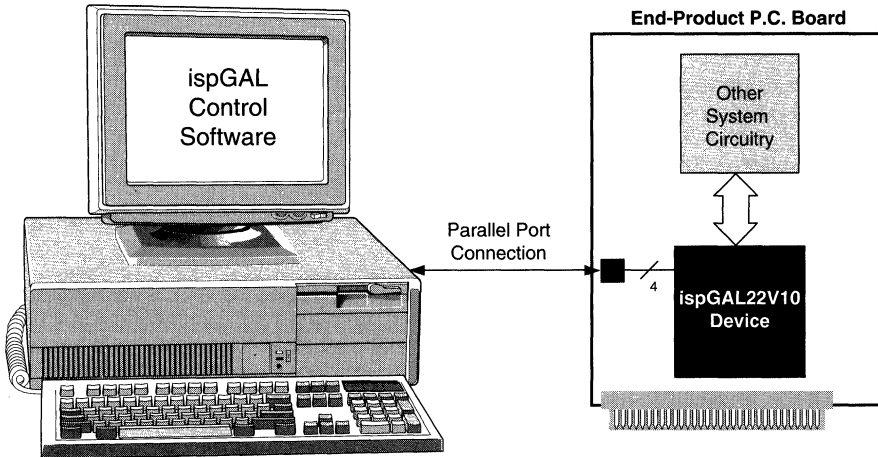 End-Product P.C. Board
ispGAL
Control
Software
Other
System
Circuitry
Parallel Port
Connection
4
ispGAL22V10
Device